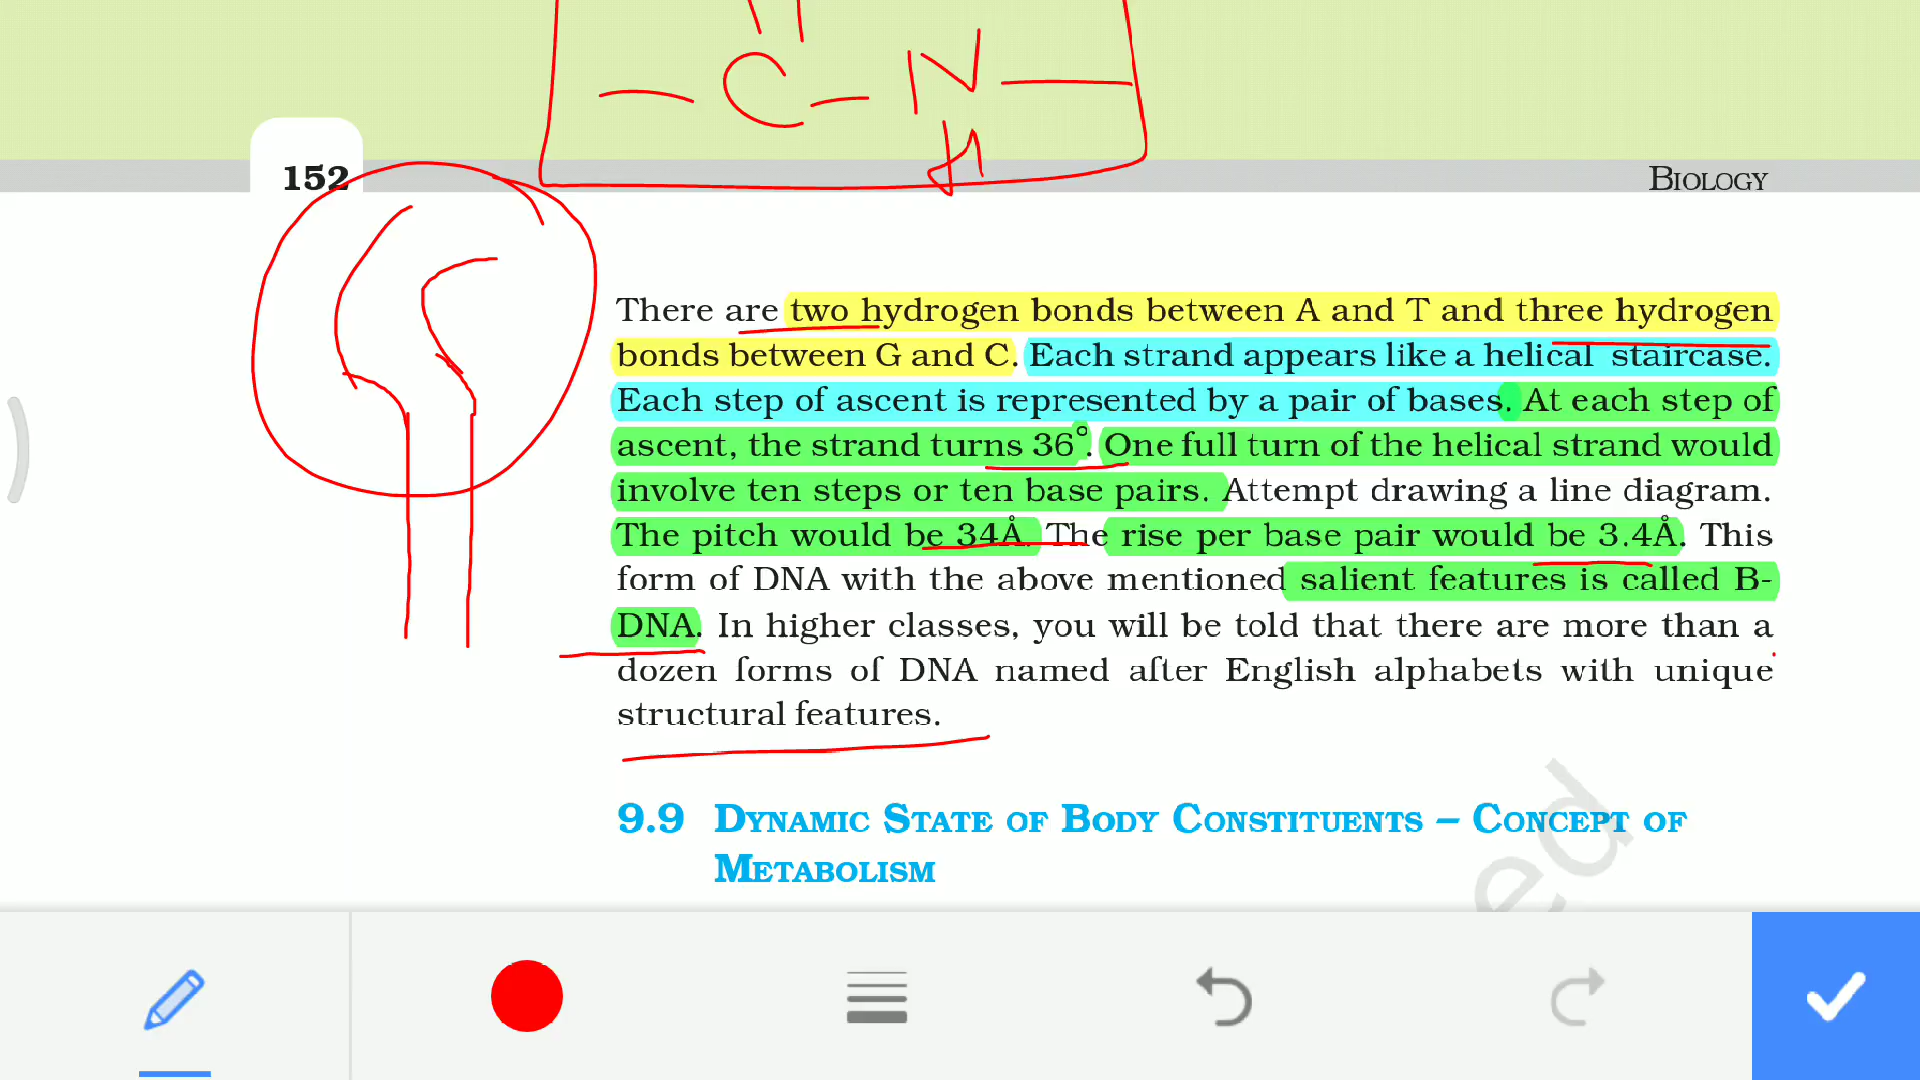 C N
H
152
BIOLOGY
There are two hydrogen bonds between A and T and three hydrogen
bonds between G and C. Each strand appears like a helical staircase.
Each step of ascent is represented by a pair of bases. At each step of
ascent, the strand turns 36°. One full turn of the helical strand would
involve ten steps or ten base pairs. Attempt drawing a line diagram.
The pitch would be 34Å. The rise per base pair would be 3.4Å. This
form of DNA with the above mentioned salient features is called B-
DNA. In higher classes, you will be told that there are more than a
dozen forms of DNA named after English alphabets with unique
structural features.
9.9 DYNAMIC STATE OF BODY CONSTITUENTS – CONCEPT OF
METABOLISM
ed